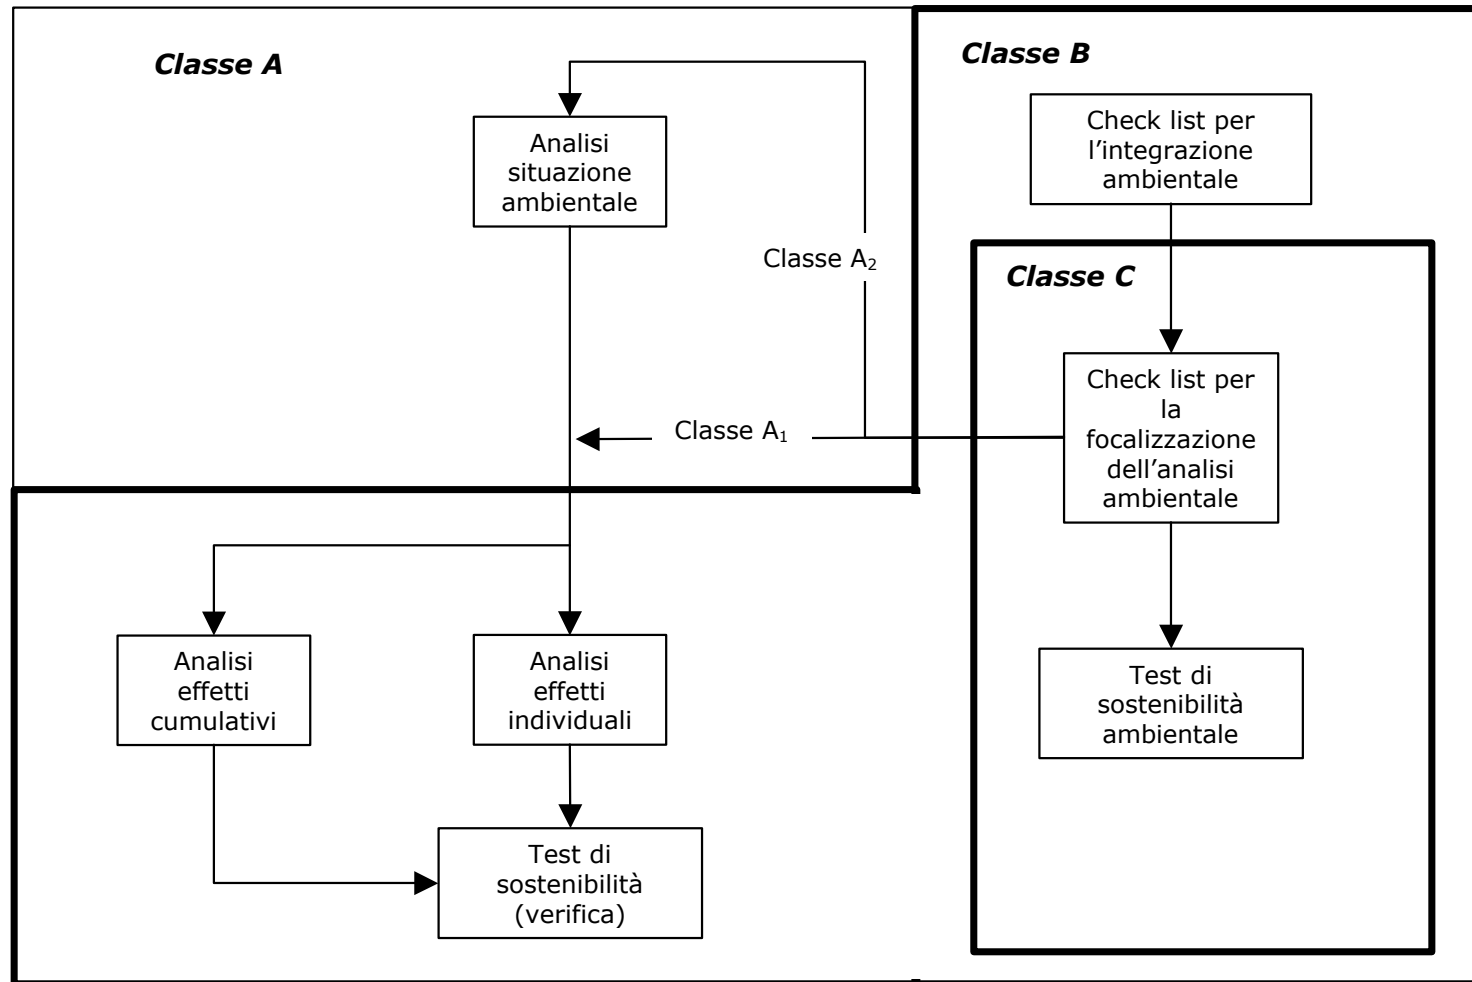 Classe A
Classe B
Check list per
l’integrazione
ambientale
Analisi
situazione
ambientale
Classe A₂
Classe C
Check list per
la
focalizzazione
dell’analisi
ambientale
Classe A₁
Analisi
effetti
cumulativi
Analisi
effetti
individuali
Test di
sostenibilità
ambientale
Test di
sostenibilità
(verifica)